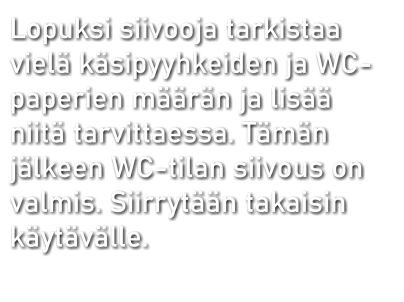 Lopuksi siivooja tarkistaa
vielä käsipyyhkeiden ja WC-
paperien määrän ja lisää
niitä tarvittaessa. Tämän
jälkeen WC-tilan siivous on
valmis. Siirrytään takaisin
käytävälle.